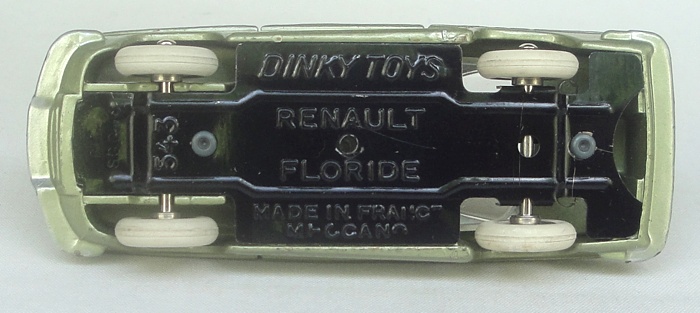 DINKY TOYS
RENAULT
FLORIDE
MADE IN FRANCE
MECCANO
543